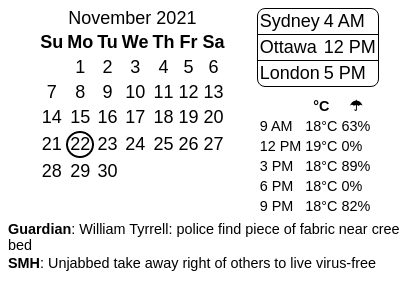 November 2021
Su Mo Tu We Th Fr Sa
1 2 3 4 5 6
7 8 9 10 11 12 13
14 15 16 17 18 19 20
21 22 23 24 25 26 27
28 29 30
Sydney 4 AM
Ottawa 12 PM
London 5 PM
°C ☂
9 AM 18°C 63%
12 PM 19°C 0%
3 PM 18°C 89%
6 PM 18°C 0%
9 PM 18°C 82%
Guardian: William Tyrrell: police find piece of fabric near cree
bed
SMH: Unjabbed take away right of others to live virus-free